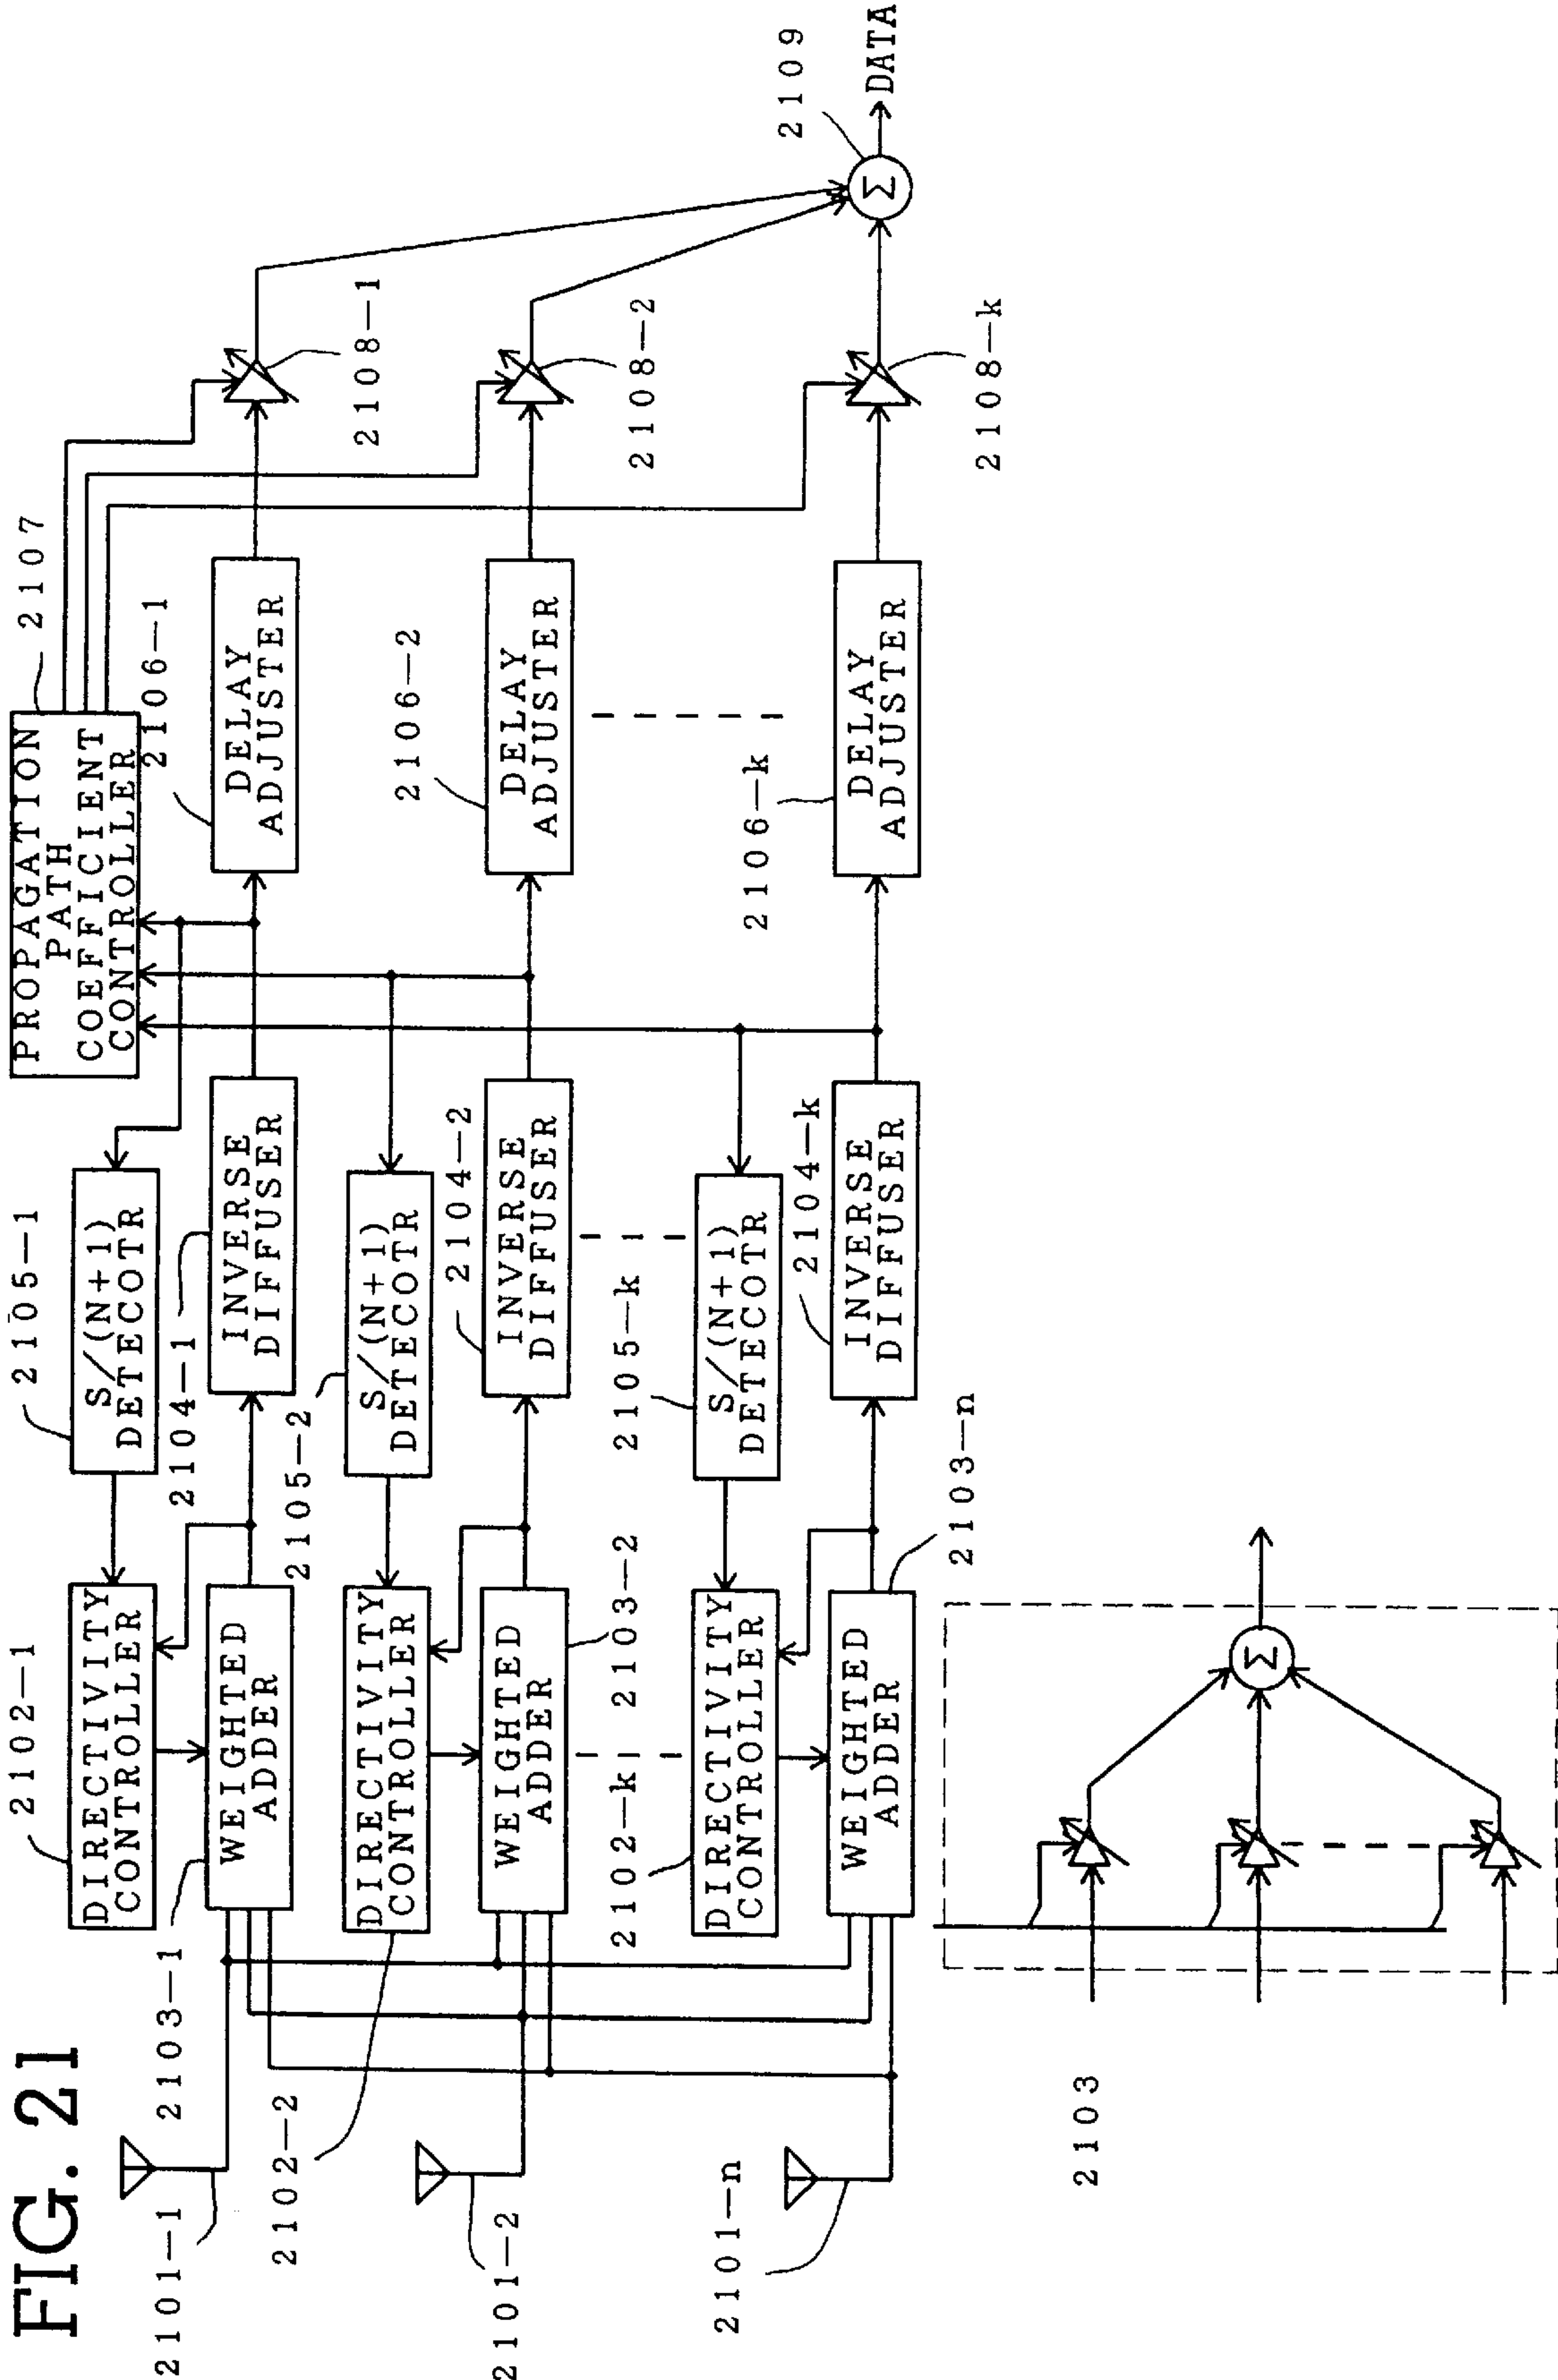 FIG. 21
2101-1
2101-2
2101-n
2102-1
DIRECTIVITY
CONTROLLER
2103-1
WEIGHTED
ADDER
2102-2
DIRECTIVITY
CONTROLLER
WEIGHTED
ADDER
2103-2
2102-k
DIRECTIVITY
CONTROLLER
WEIGHTED
ADDER
2103-n
2105-1
S/(N+1)
DETECOTR
2104-1
INVERSE
DIFFUSER
2105-2
S/(N+1)
DETECOTR
2104-2
INVERSE
DIFFUSER
2105-k
S/(N+1)
DETECOTR
2104-k
INVERSE
DIFFUSER
PROPAGATION
PATH
COEFFICIENT
CONTROLLER
2107
2106-1
DELAY
ADJUSTER
2106-2
DELAY
ADJUSTER
2106-k
DELAY
ADJUSTER
2108-1
2108-2
2108-k
2109
Σ
DATA
2103
Σ